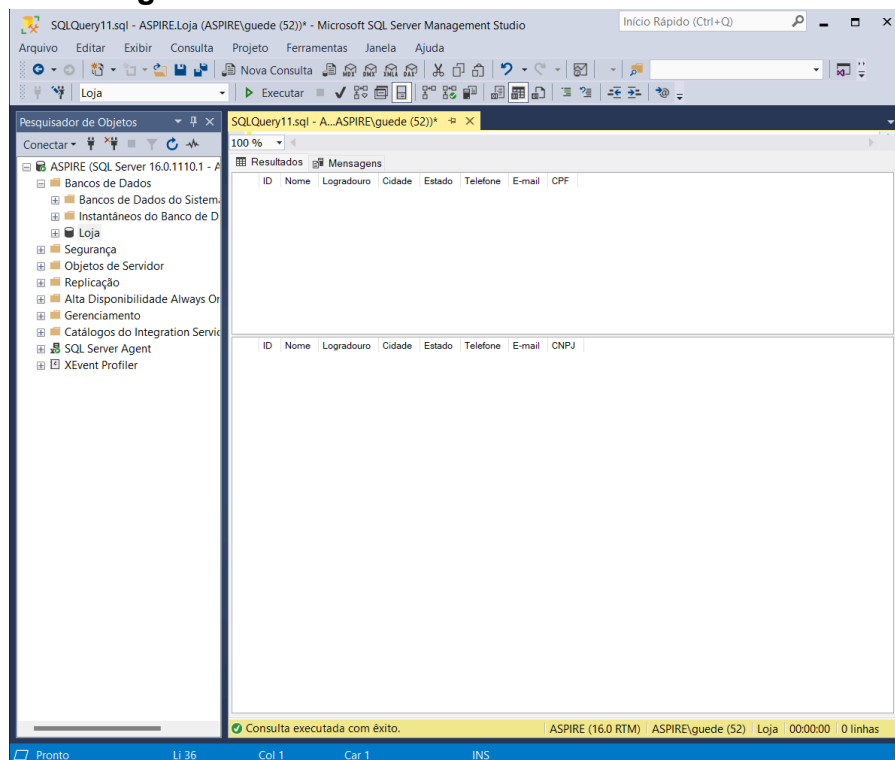 SQLQuery11.sql - ASPIRE.Loja (ASPIRE\guede (52))* - Microsoft SQL Server Management Studio
Início Rápido (Ctrl+Q)
Arquivo Editar Exibir Consulta Projeto Ferramentas Janela Ajuda
Nova Consulta MDX DMX XMLA DAX
Loja Executar
Pesquisador de Objetos
SQLQuery11.sql - A...ASPIRE\guede (52))*
Conectar
100 %
Resultados Mensagens
ASPIRE (SQL Server 16.0.1110.1 - A
Bancos de Dados
Bancos de Dados do Sistem
Instantâneos do Banco de D
Loja
Segurança
Objetos de Servidor
Replicação
Alta Disponibilidade Always Or
Gerenciamento
Catálogos do Integration Servic
SQL Server Agent
XEvent Profiler
ID Nome Logradouro Cidade Estado Telefone E-mail CPF
ID Nome Logradouro Cidade Estado Telefone E-mail CNPJ
Consulta executada com êxito.
ASPIRE (16.0 RTM) ASPIRE\guede (52) Loja 00:00:00 0 linhas
Pronto Li 36 Col 1 Car 1 INS